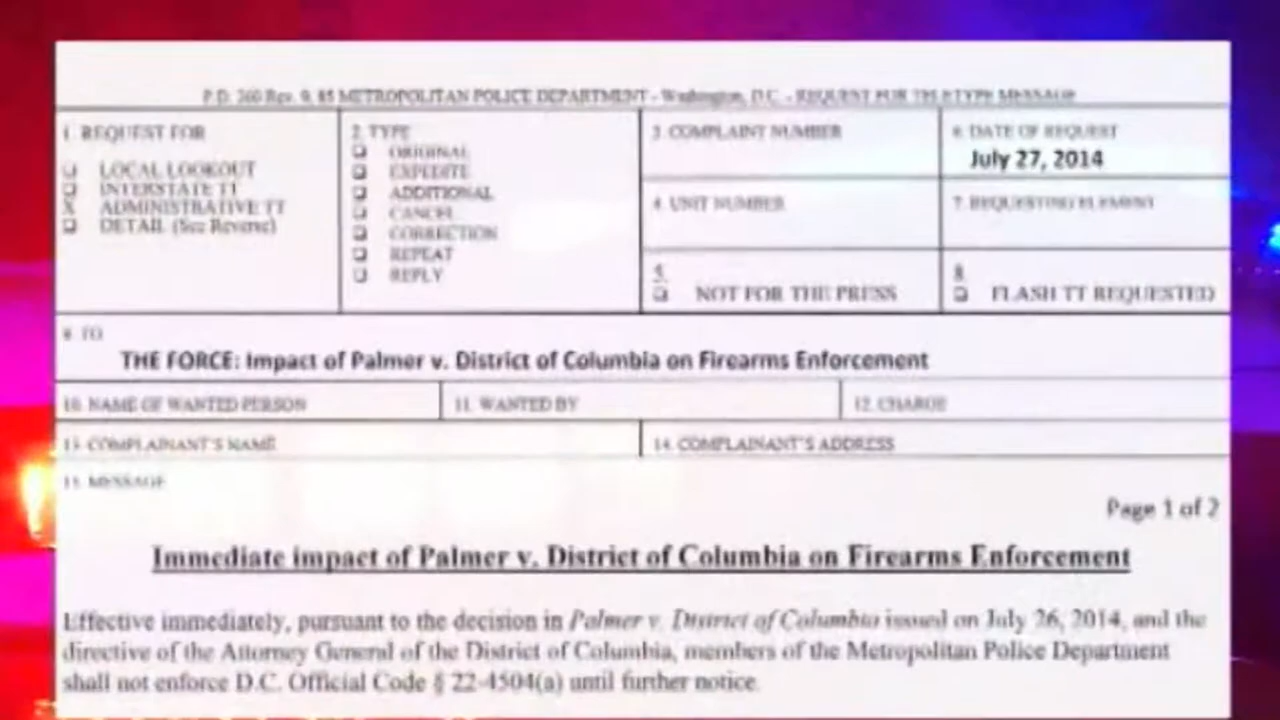 P.D. 360 Rev. 9/85 METROPOLITAN POLICE DEPARTMENT - Washington, D.C. - REQUEST FOR TELETYPE MESSAGE
1. REQUEST FOR
❑ LOCAL LOOKOUT
❑ INTERSTATE TT
X ADMINISTRATIVE TT
❑ DETAIL (See Reverse)
2. TYPE
❑ ORIGINAL
❑ EXPEDITE
❑ ADDITIONAL
❑ CANCEL
❑ CORRECTION
❑ REPEAT
❑ REPLY
3. COMPLAINT NUMBER
6. DATE OF REQUEST
July 27, 2014
4. UNIT NUMBER
7. REQUESTING ELEMENT
5.
❑ NOT FOR THE PRESS
8.
❑ FLASH TT REQUESTED
9. TO
THE FORCE: Impact of Palmer v. District of Columbia on Firearms Enforcement
10. NAME OF WANTED PERSON
11. WANTED BY
12. CHARGE
13. COMPLAINANT'S NAME
14. COMPLAINANT'S ADDRESS
15. MESSAGE
Page 1 of 2
Immediate impact of Palmer v. District of Columbia on Firearms Enforcement
Effective immediately, pursuant to the decision in Palmer v. District of Columbia issued on July 26, 2014, and the
directive of the Attorney General of the District of Columbia, members of the Metropolitan Police Department
shall not enforce D.C. Official Code § 22-4504(a) until further notice.